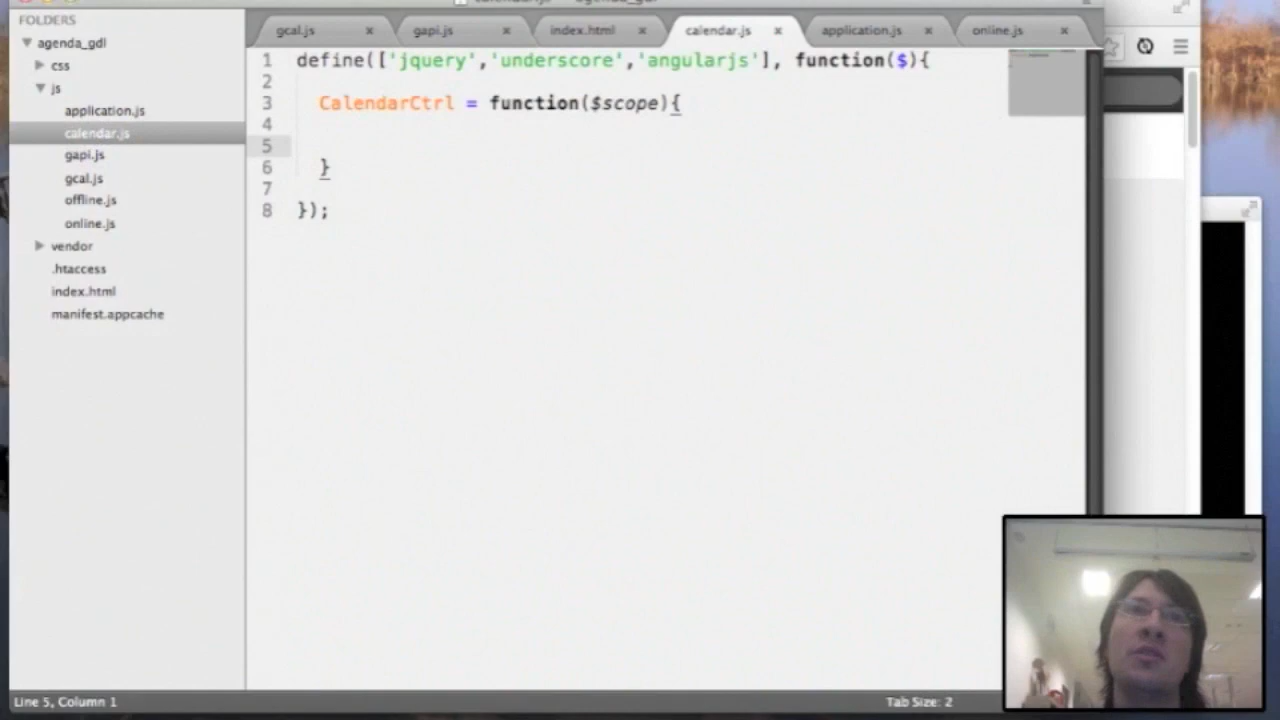 FOLDERS
agenda_gdl
css
js
application.js
calendar.js
gapi.js
gcal.js
offline.js
online.js
vendor
.htaccess
index.html
manifest.appcache
gcal.js
gapi.js
index.html
calendar.js
application.js
online.js
1 define(['jquery','underscore','angularjs'], function($){
2
3 CalendarCtrl = function($scope){
4
5
6 }
7
8 });
Line 5, Column 1
Tab Size: 2